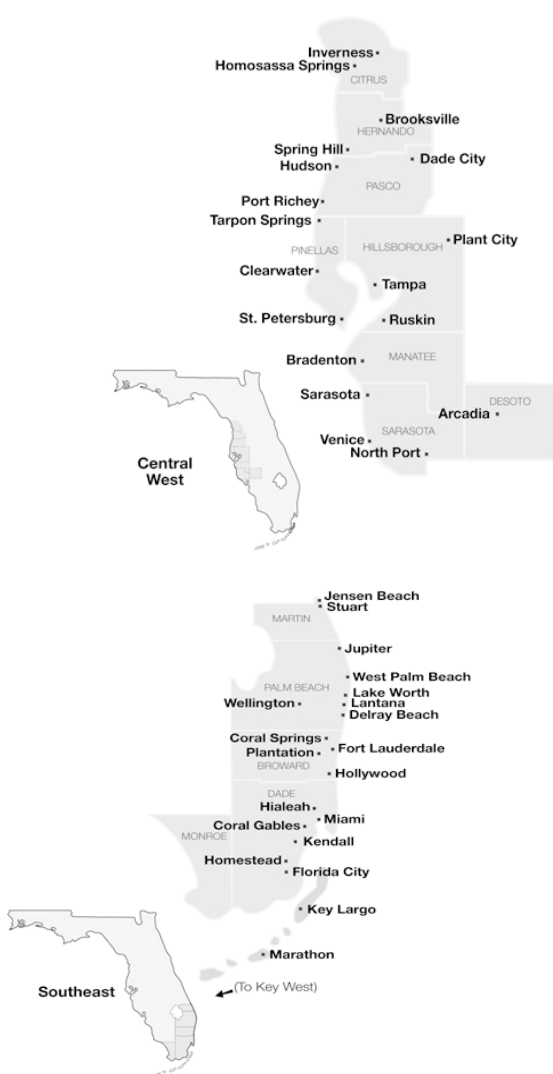 Inverness
Homosassa Springs
CITRUS
Brooksville
HERNANDO
Spring Hill
Dade City
Hudson
PASCO
Port Richey
Tarpon Springs
Plant City
PINELLAS
HILLSBOROUGH
Clearwater
Tampa
St. Petersburg
Ruskin
Bradenton
MANATEE
Sarasota
DESOTO
Arcadia
SARASOTA
Venice
North Port
Central
West
Jensen Beach
Stuart
MARTIN
Jupiter
West Palm Beach
PALM BEACH
Lake Worth
Wellington
Lantana
Delray Beach
Coral Springs
Fort Lauderdale
Plantation
BROWARD
Hollywood
DADE
Hialeah
Miami
Coral Gables
MONROE
Kendall
Homestead
Florida City
Key Largo
Marathon
(To Key West)
Southeast